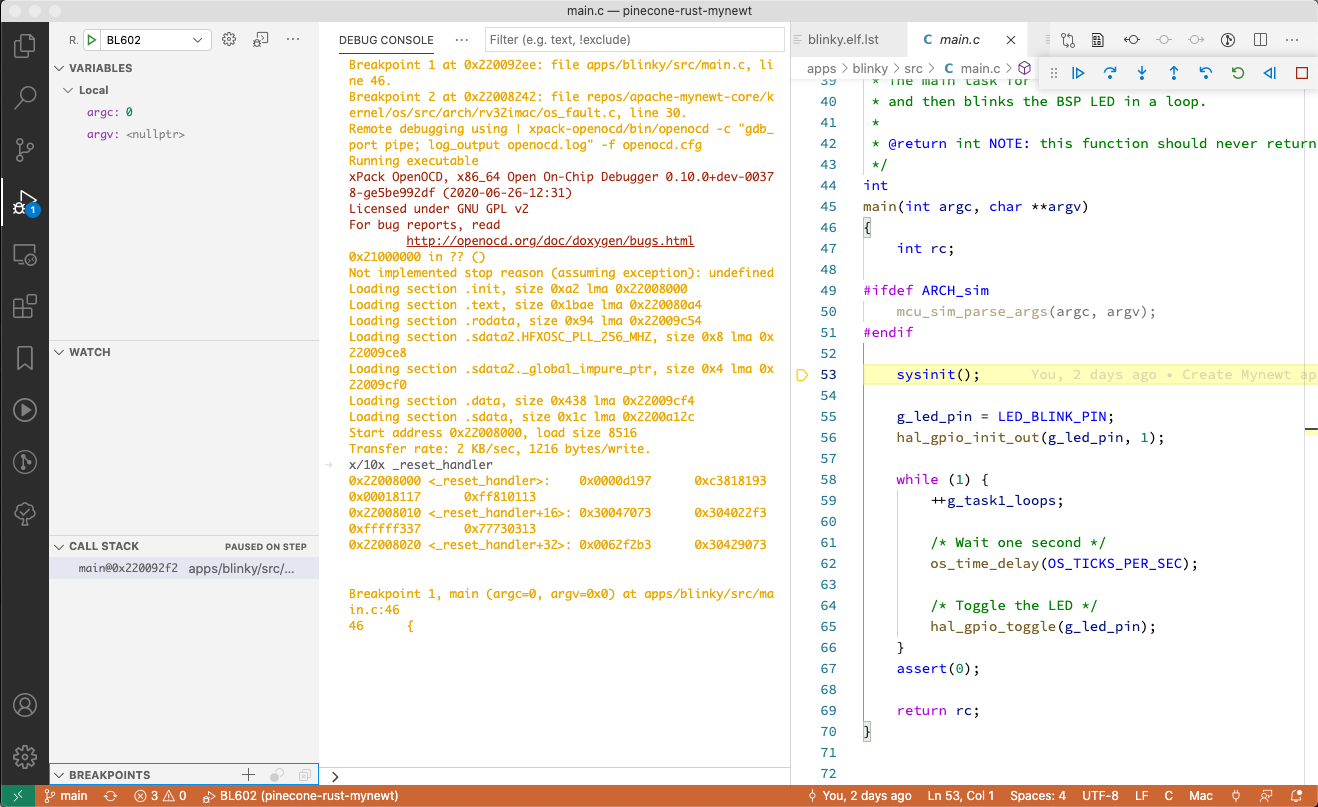 main.c — pinecone-rust-mynewt
R.
BL602
VARIABLES
Local
argc: 0
argv: <nullptr>
WATCH
CALL STACK
PAUSED ON STEP
main@0x220092f2 apps/blinky/src/...
BREAKPOINTS
1
DEBUG CONSOLE
Filter (e.g. text, !exclude)
Breakpoint 1 at 0x220092ee: file apps/blinky/src/main.c, li
ne 46.
Breakpoint 2 at 0x22008242: file repos/apache-mynewt-core/k
ernel/os/src/arch/rv32imac/os_fault.c, line 30.
Remote debugging using | xpack-openocd/bin/openocd -c "gdb_
port pipe; log_output openocd.log" -f openocd.cfg
Running executable
xPack OpenOCD, x86_64 Open On-Chip Debugger 0.10.0+dev-0037
8-ge5be992df (2020-06-26-12:31)
Licensed under GNU GPL v2
For bug reports, read
http://openocd.org/doc/doxygen/bugs.html
0x21000000 in ?? ()
Not implemented stop reason (assuming exception): undefined
Loading section .init, size 0xa2 lma 0x22008000
Loading section .text, size 0x1bae lma 0x220080a4
Loading section .rodata, size 0x94 lma 0x22009c54
Loading section .sdata2.HFXOSC_PLL_256_MHZ, size 0x8 lma 0x
22009ce8
Loading section .sdata2._global_impure_ptr, size 0x4 lma 0x
22009cf0
Loading section .data, size 0x438 lma 0x22009cf4
Loading section .sdata, size 0x1c lma 0x2200a12c
Start address 0x22008000, load size 8516
Transfer rate: 2 KB/sec, 1216 bytes/write.
x/10x _reset_handler
0x22008000 <_reset_handler>: 0x0000d197 0xc3818193
0x00018117 0xff810113
0x22008010 <_reset_handler+16>: 0x30047073 0x304022f3
0xfffff337 0x77730313
0x22008020 <_reset_handler+32>: 0x0062f2b3 0x30429073
Breakpoint 1, main (argc=0, argv=0x0) at apps/blinky/src/ma
in.c:46
46 {
blinky.elf.lst
C main.c
apps > blinky > src > C main.c >
39 * The main task for
40 * and then blinks the BSP LED in a loop.
41 *
42 * @return int NOTE: this function should never return
43 */
44 int
45 main(int argc, char **argv)
46 {
47 int rc;
48
49 #ifdef ARCH_sim
50 mcu_sim_parse_args(argc, argv);
51 #endif
52
53 sysinit(); You, 2 days ago • Create Mynewt ap
54
55 g_led_pin = LED_BLINK_PIN;
56 hal_gpio_init_out(g_led_pin, 1);
57
58 while (1) {
59 ++g_task1_loops;
60
61 /* Wait one second */
62 os_time_delay(OS_TICKS_PER_SEC);
63
64 /* Toggle the LED */
65 hal_gpio_toggle(g_led_pin);
66 }
67 assert(0);
68
69 return rc;
70 }
71
72
main 3 0 BL602 (pinecone-rust-mynewt) You, 2 days ago Ln 53, Col 1 Spaces: 4 UTF-8 LF C Mac